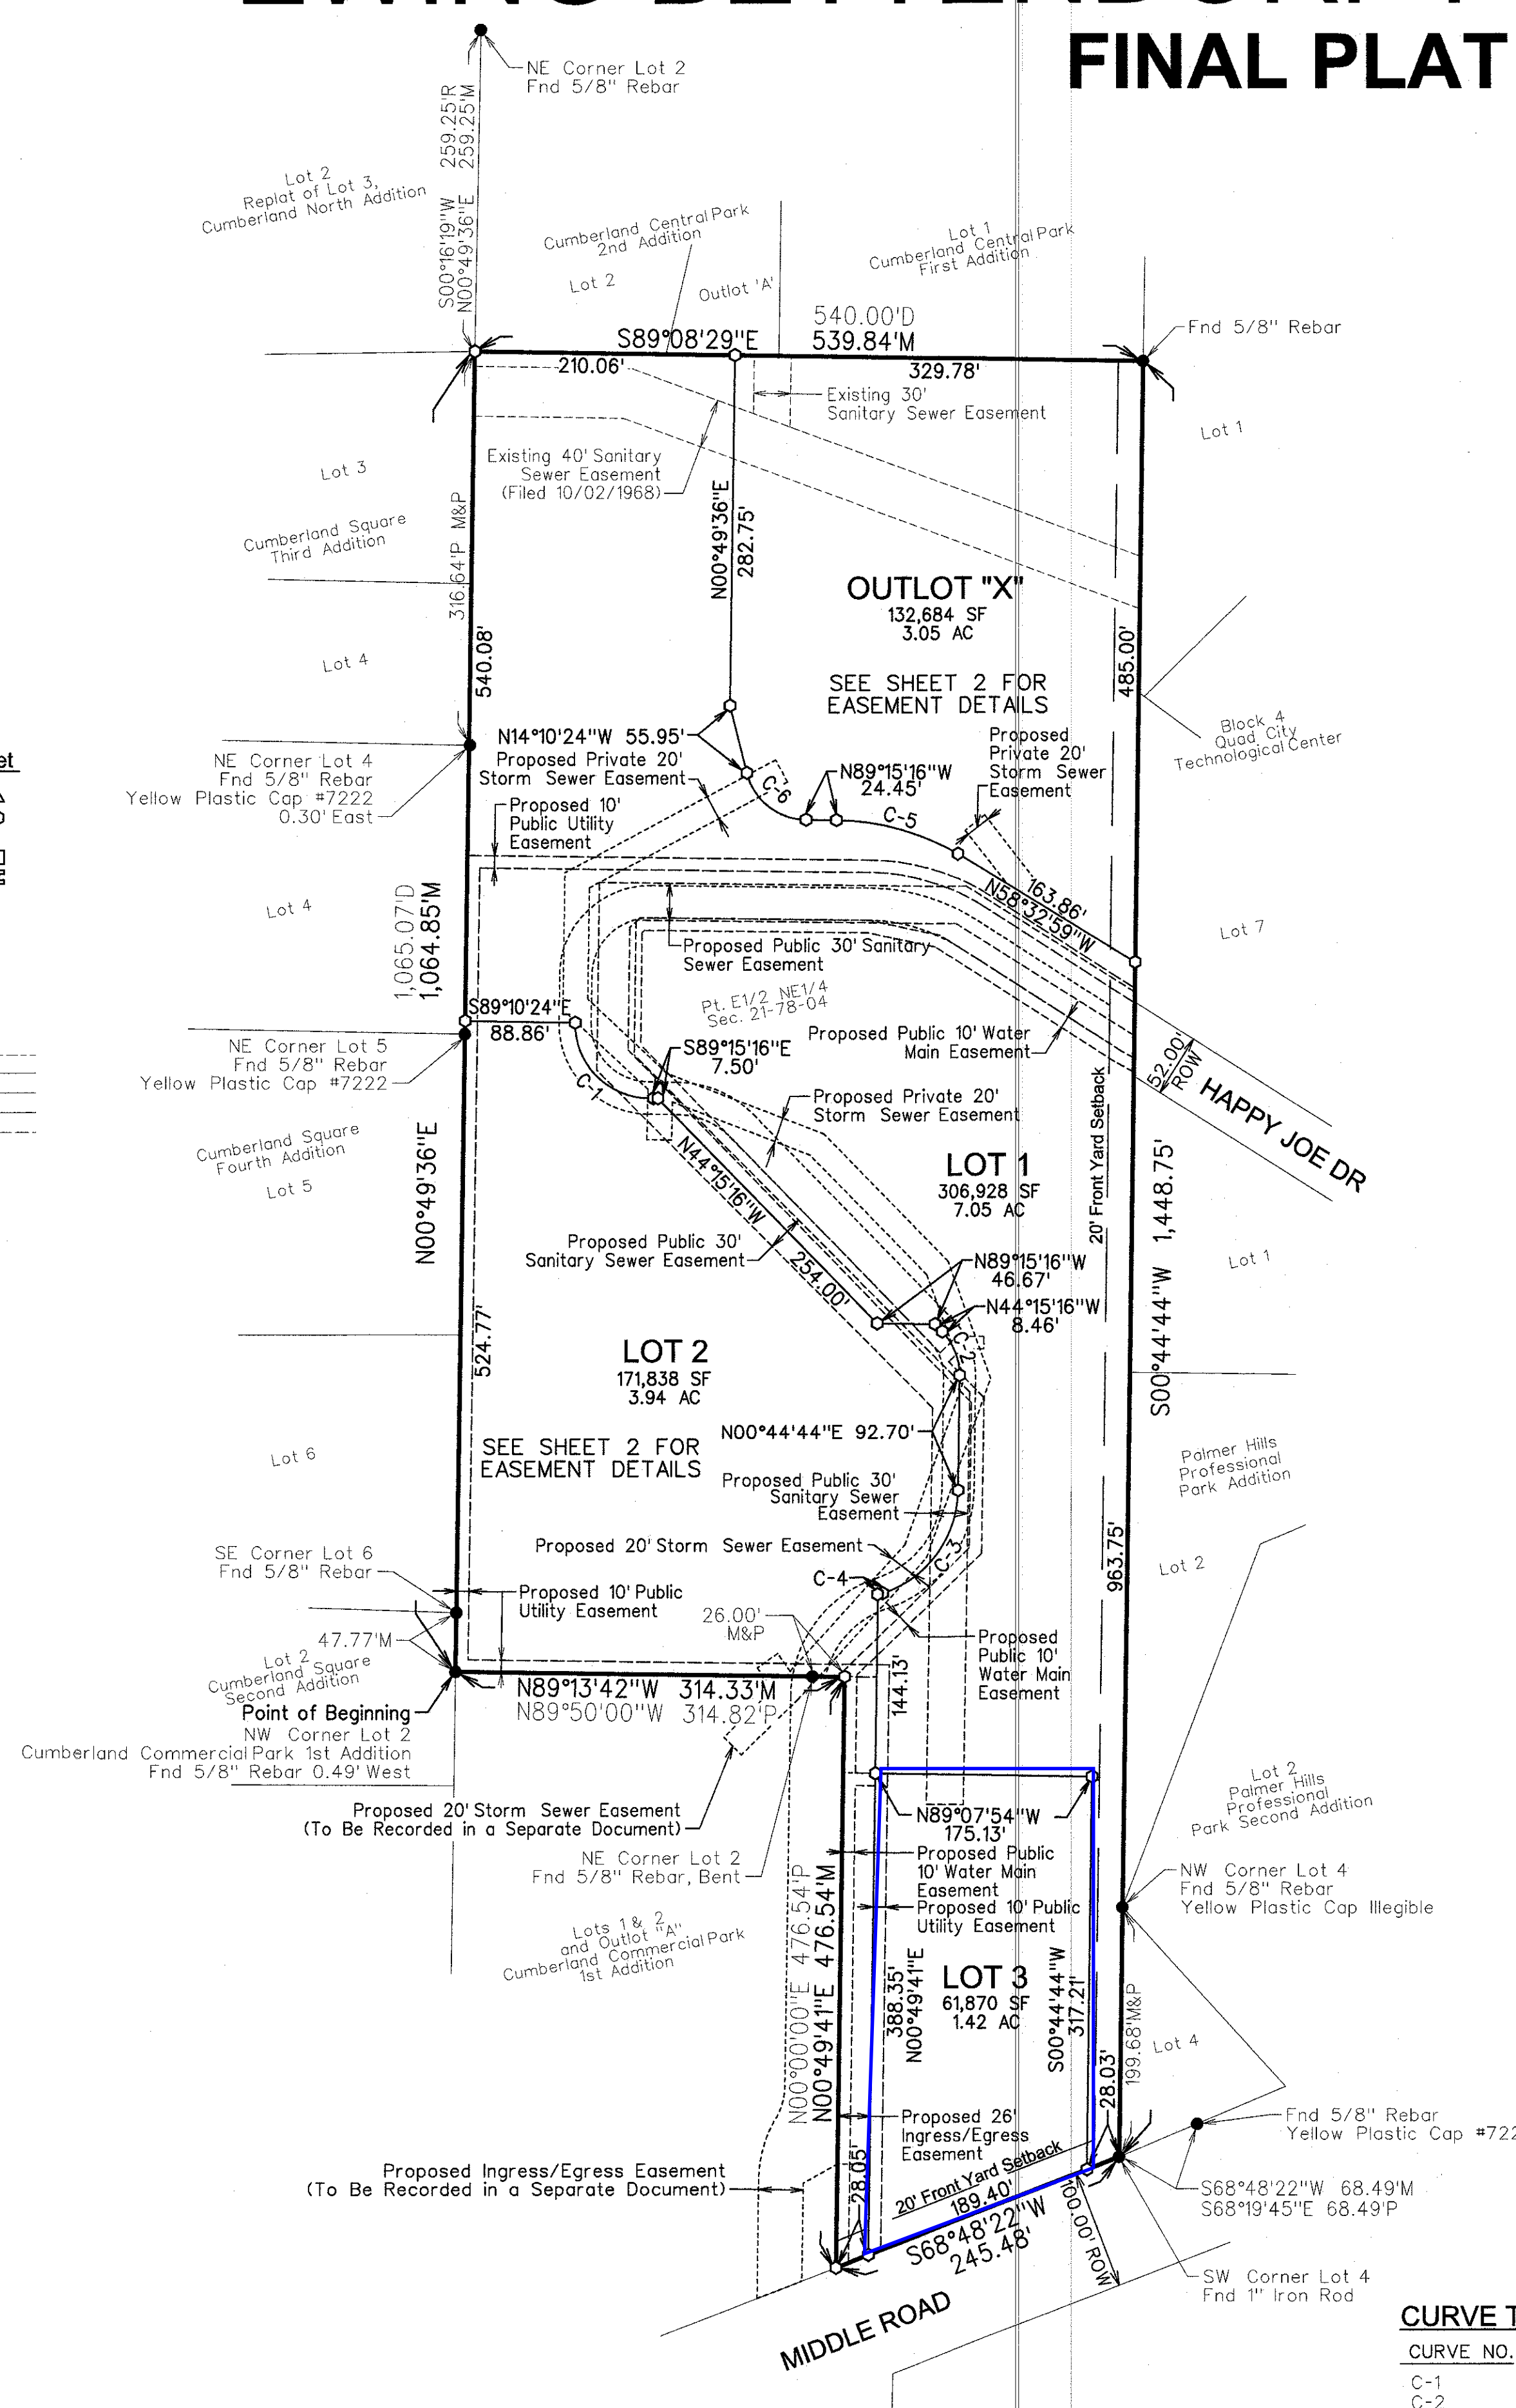 FINAL PLAT
NE Corner Lot 2
Fnd 5/8" Rebar
259.25'R
259.25'M
S00°16'19"W
N00°49'36"E
Lot 2
Replat of Lot 3,
Cumberland North Addition
Cumberland Central Park
2nd Addition
Lot 2
Outlot 'A'
Lot 1
Cumberland Central Park
First Addition
540.00'D
S89°08'29"E 539.84'M
Fnd 5/8" Rebar
210.06'
329.78'
Existing 30'
Sanitary Sewer Easement
Lot 1
Existing 40' Sanitary
Sewer Easement
(Filed 10/02/1968)
Lot 3
Cumberland Square
Third Addition
316.64'P M&P
N00°49'36"E
282.75'
OUTLOT "X"
132,684 SF
3.05 AC
540.08'
485.00'
Lot 4
SEE SHEET 2 FOR
EASEMENT DETAILS
Block 4
Quad City
Technological Center
N14°10'24"W 55.95'
Proposed Private 20'
Storm Sewer Easement
Proposed
Private 20'
Storm Sewer
Easement
N89°15'16"W
24.45'
C-6
C-5
NE Corner Lot 4
Fnd 5/8" Rebar
Yellow Plastic Cap #7222
0.30' East
Proposed 10'
Public Utility
Easement
163.86'
N58°32'59"W
Lot 4
1,065.07'D
1,064.85'M
Lot 7
Proposed Public 30' Sanitary
Sewer Easement
Pt. E1/2 NE1/4
Sec. 21-78-04
S89°10'24"E
88.86'
Proposed Public 10' Water
Main Easement
NE Corner Lot 5
Fnd 5/8" Rebar
Yellow Plastic Cap #7222
S89°15'16"E
7.50'
C-1
52.00'
ROW
HAPPY JOE DR
Proposed Private 20'
Storm Sewer Easement
20' Front Yard Setback
Cumberland Square
Fourth Addition
Lot 5
N00°49'36"E
N44°15'16"W
254.00'
LOT 1
306,928 SF
7.05 AC
S00°44'44"W 1,448.75'
Proposed Public 30'
Sanitary Sewer Easement
N89°15'16"W
46.67'
Lot 1
N44°15'16"W
8.46'
C-2
524.77'
LOT 2
171,838 SF
3.94 AC
N00°44'44"E 92.70'
SEE SHEET 2 FOR
EASEMENT DETAILS
Lot 6
Palmer Hills
Professional
Park Addition
Proposed Public 30'
Sanitary Sewer
Easement
963.75'
Proposed 20' Storm Sewer Easement
C-3
C-4
Lot 2
SE Corner Lot 6
Fnd 5/8" Rebar
Proposed 10' Public
Utility Easement
26.00'
M&P
47.77'M
Lot 2
Cumberland Square
Second Addition
Proposed
Public 10'
Water Main
Easement
144.13'
N89°13'42"W 314.33'M
N89°50'00"W 314.82'P
Point of Beginning
NW Corner Lot 2
Cumberland Commercial Park 1st Addition
Fnd 5/8" Rebar 0.49' West
Proposed 20' Storm Sewer Easement
(To Be Recorded in a Separate Document)
N89°07'54"W
175.13'
Lot 2
Palmer Hills
Professional
Park Second Addition
NE Corner Lot 2
Fnd 5/8" Rebar, Bent
Proposed Public
10' Water Main
Easement
Proposed 10' Public
Utility Easement
NW Corner Lot 4
Fnd 5/8" Rebar
Yellow Plastic Cap Illegible
Lots 1 & 2
and Outlot "A"
Cumberland Commercial Park
1st Addition
N00°00'00"E 476.54'P
N00°49'41"E 476.54'M
388.35'
N00°49'41"E
LOT 3
61,870 SF
1.42 AC
S00°44'44"W
317.21'
28.03'
199.68'M&P
Lot 4
Proposed 26'
Ingress/Egress
Easement
Fnd 5/8" Rebar
Yellow Plastic Cap
Proposed Ingress/Egress Easement
(To Be Recorded in a Separate Document)
28.05'
20' Front Yard Setback
189.40'
S68°48'22"W
245.48'
100.00' ROW
S68°48'22"W 68.49'M
S68°19'45"E 68.49'P
SW Corner Lot 4
Fnd 1" Iron Rod
MIDDLE ROAD
CURVE
CURVE NO.
C-1
C-2